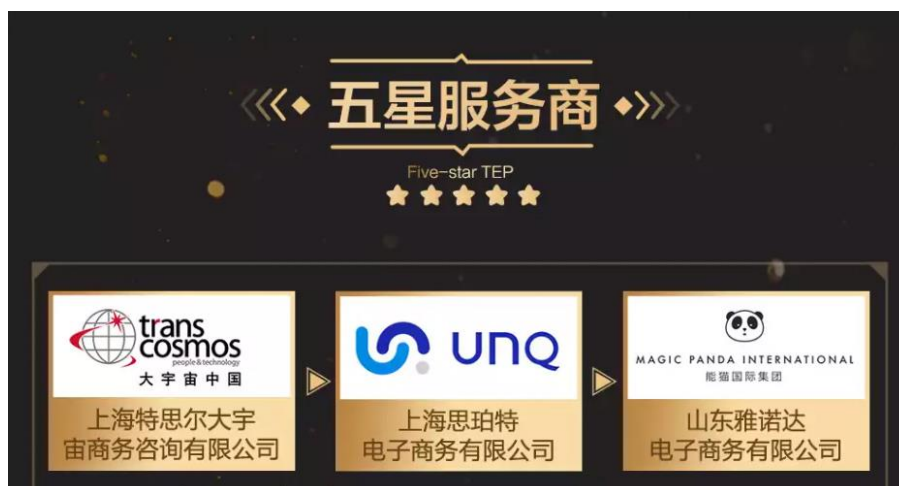 五星服务商
Five-star TEP
trans
cosmos
people & technology
大宇宙中国
上海特思尔大宇
宙商务咨询有限公司
UNQ
上海思珀特
电子商务有限公司
MAGIC PANDA INTERNATIONAL
能猫国际集团
山东雅诺达
电子商务有限公司